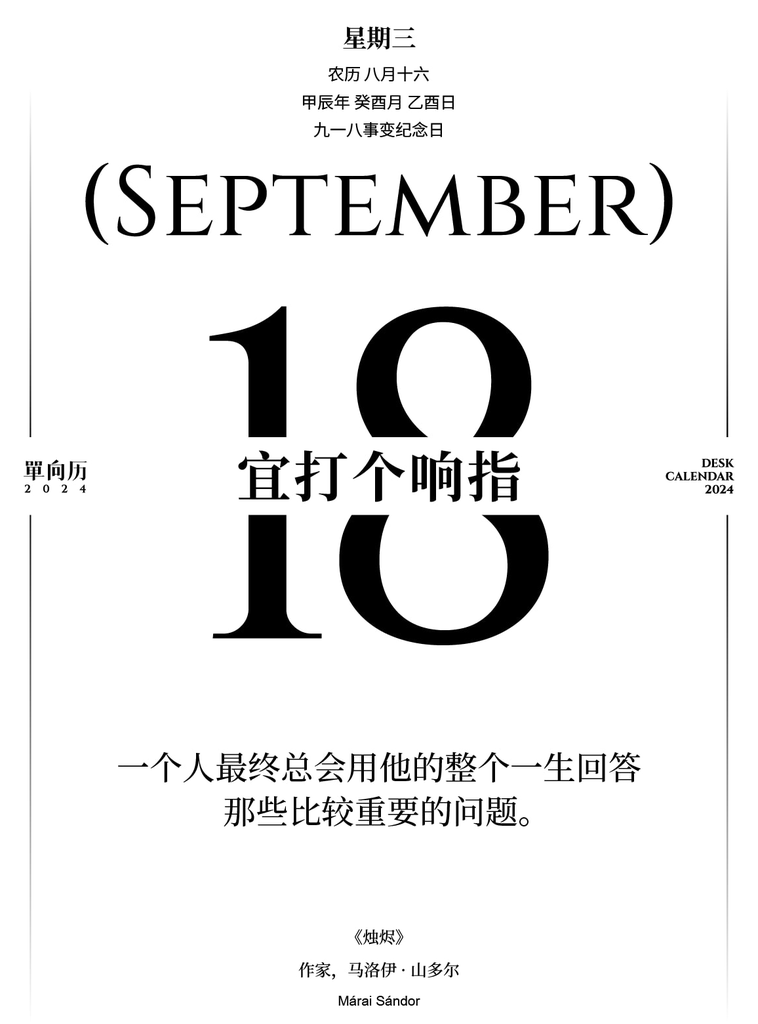 星期三
农历 八月十六
甲辰年 癸酉月 乙酉日
九一八事变纪念日
(SEPTEMBER)
18
宜打个响指
單向历
2024
DESK
CALENDAR
2024
一个人最终总会用他的整个一生回答
那些比较重要的问题。
《烛烬》
作家，马洛伊 · 山多尔
Márai Sándor